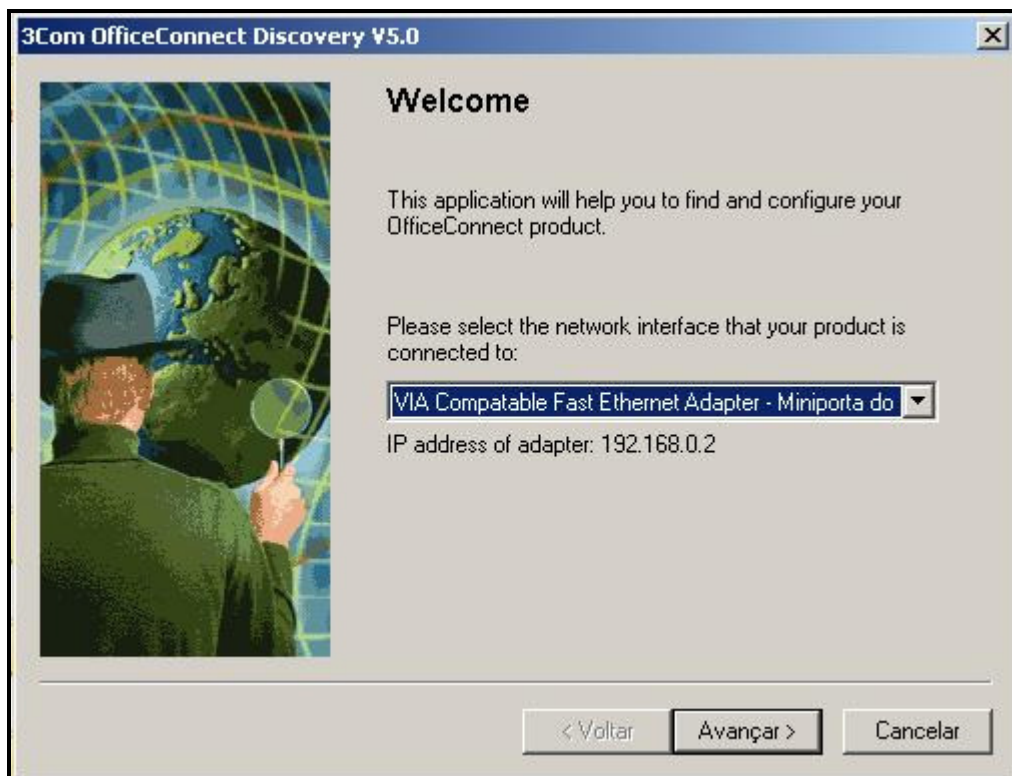 3Com OfficeConnect Discovery V5.0
Welcome
This application will help you to find and configure your
OfficeConnect product.
Please select the network interface that your product is
connected to:
VIA Compatable Fast Ethernet Adapter - Miniporta do
IP address of adapter: 192.168.0.2
< Voltar
Avançar >
Cancelar